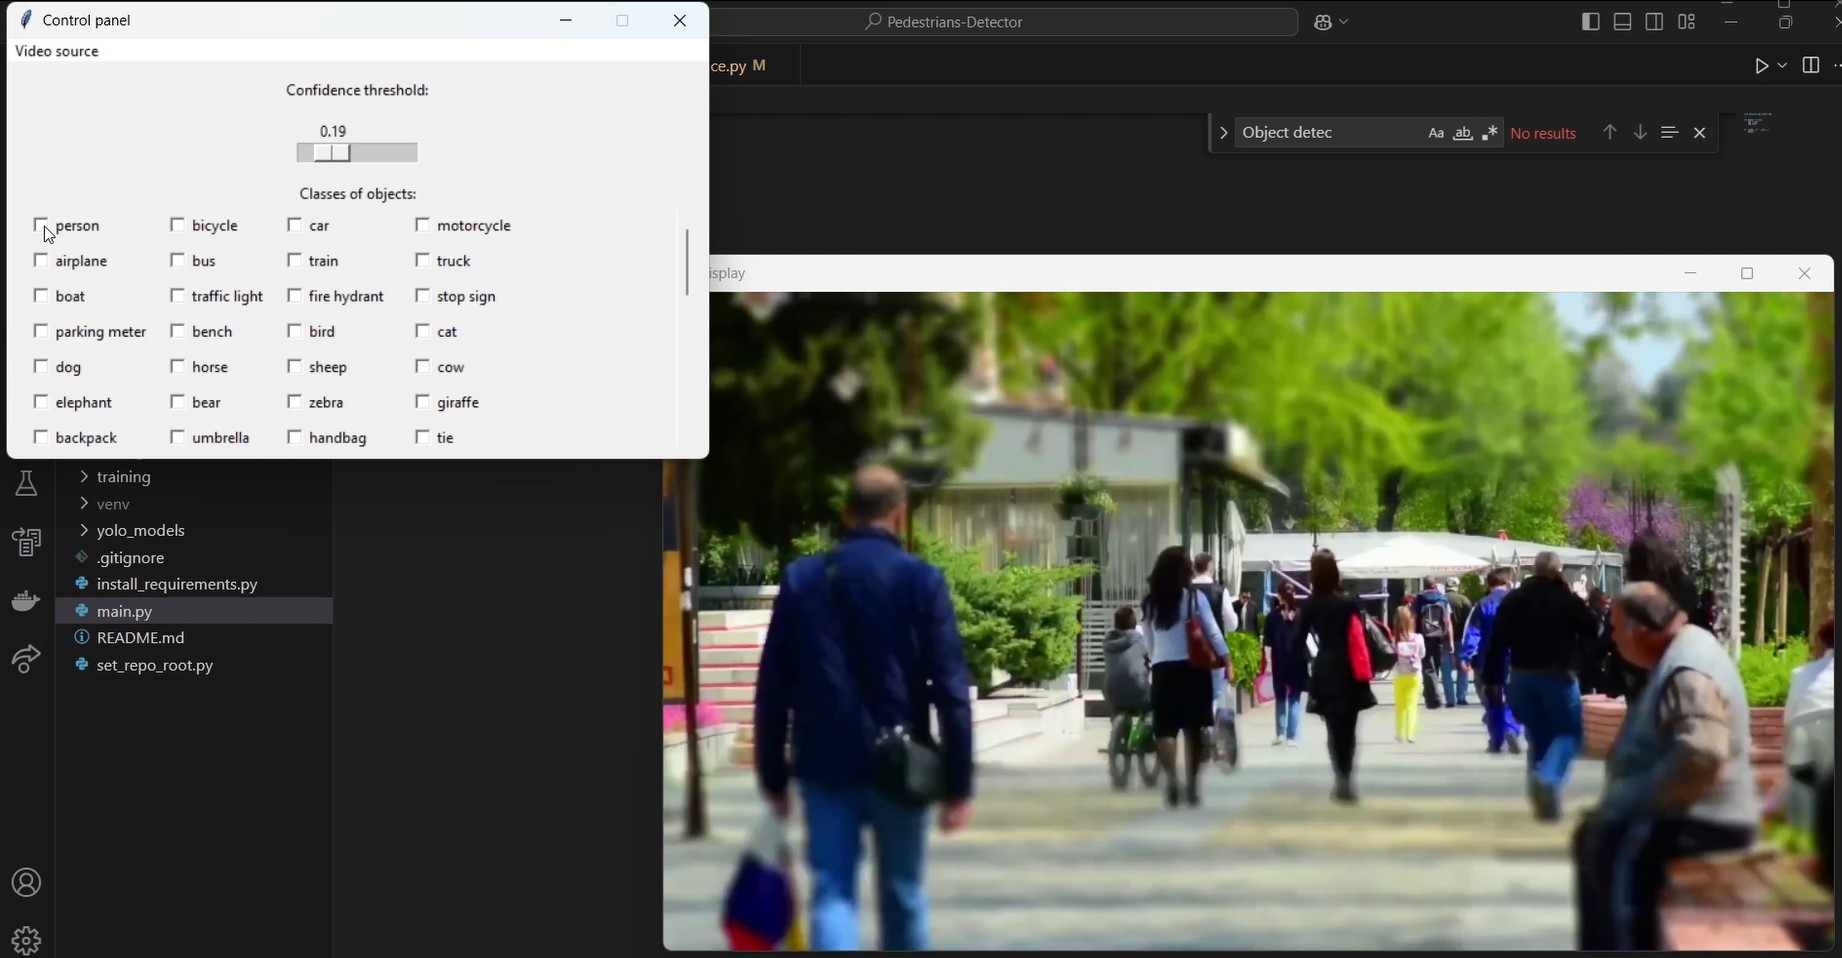 Control panel
Pedestrians-Detector
Video source
ce.py M
Confidence threshold:
0.19
Object detec
Aa
ab
No results
Classes of objects:
person bicycle car motorcycle
airplane bus train truck
boat traffic light fire hydrant stop sign
parking meter bench bird cat
dog horse sheep cow
elephant bear zebra giraffe
backpack umbrella handbag tie
isplay
training
venv
yolo_models
.gitignore
install_requirements.py
main.py
README.md
set_repo_root.py